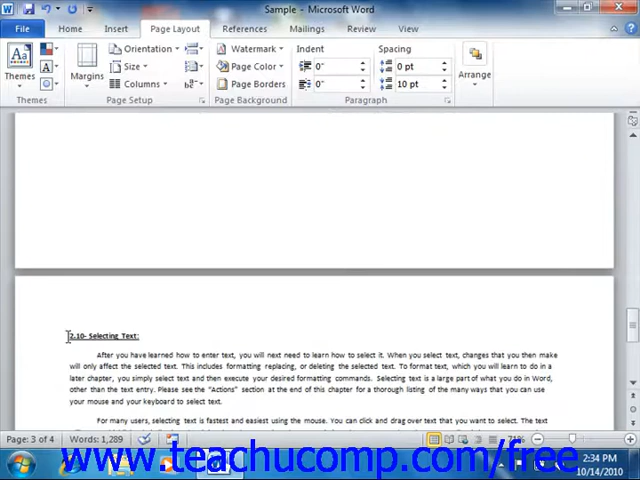 Sample - Microsoft Word
File Home Insert Page Layout References Mailings Review View
Themes
Margins
Orientation
Size
Columns
Watermark
Page Color
Page Borders
Indent
0"
0"
Spacing
0 pt
10 pt
Arrange
Themes Page Setup Page Background Paragraph
2.10- Selecting Text:
After you have learned how to enter text, you will next need to learn how to select it. When you select text, changes that you then make
will only affect the selected text. This includes formatting replacing, or deleting the selected text. To format text, which you will learn to do in a
later chapter, you simply select text and then execute your desired formatting commands. Selecting text is a large part of what you do in Word,
other than the text entry. Please see the "Actions" section at the end of this chapter for a thorough listing of the many ways that you can use
your mouse and your keyboard to select text.
For many users, selecting text is fastest and easiest using the mouse. You can click and drag over text that you want to select. The text
Page: 3 of 4 Words: 1,289 71%
www.teachucomp.com/free
2:34 PM
10/14/2010